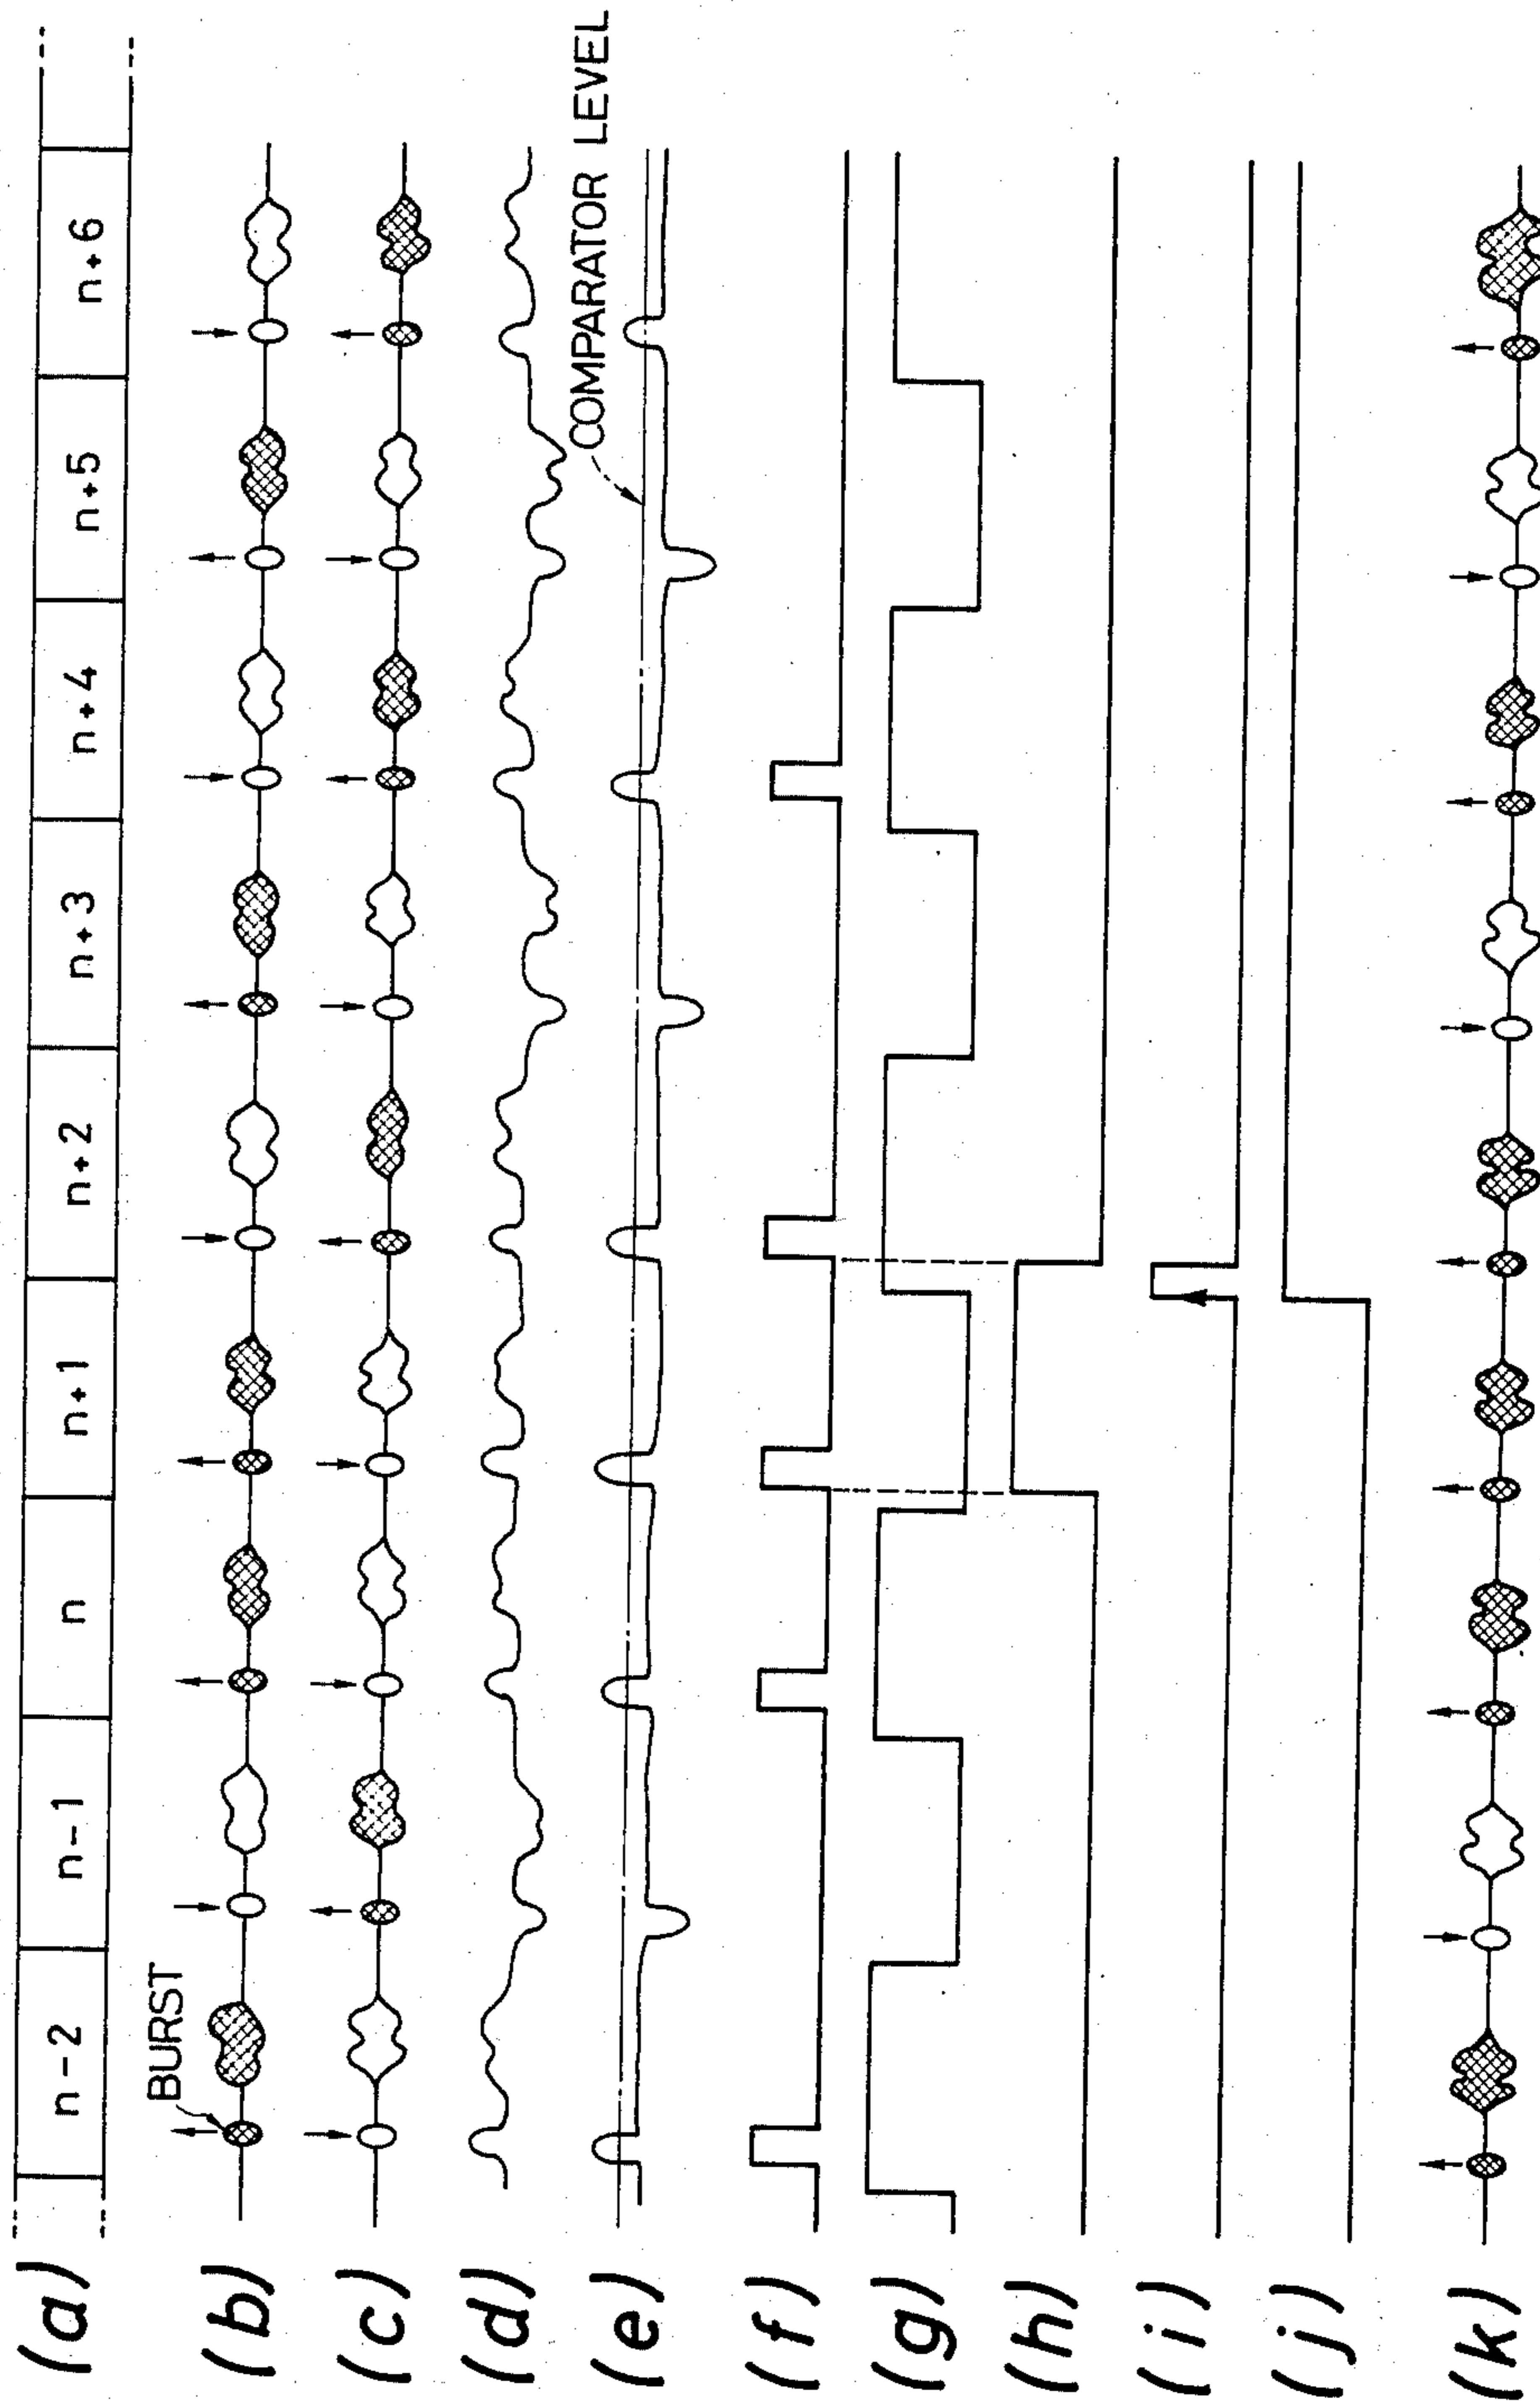 (a) n-2 n-1 n n+1 n+2 n+3 n+4 n+5 n+6
BURST
(b)
(c)
(d)
COMPARATOR LEVEL
(e)
(f)
(g)
(h)
(i)
(j)
(k)